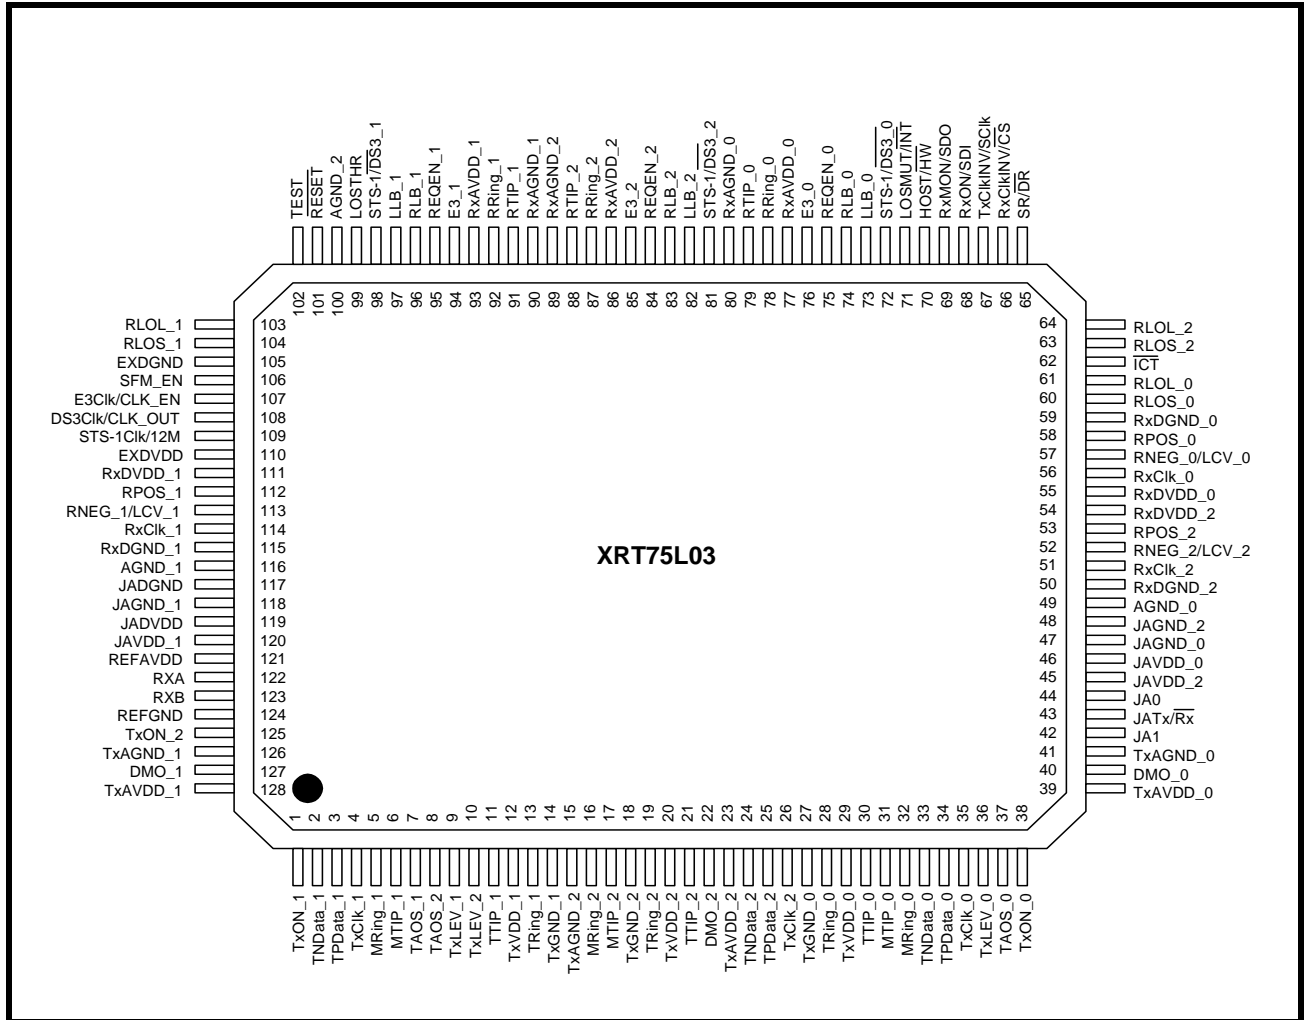 TEST
RESET
AGND_2
LOSTHR
STS-1/DS3_1
LLB_1
RLB_1
REQEN_1
E3_1
RxAVDD_1
RRing_1
RTIP_1
RxAGND_1
RxAGND_2
RTIP_2
RRing_2
RxAVDD_2
E3_2
REQEN_2
RLB_2
LLB_2
STS-1/DS3_2
RxAGND_0
RTIP_0
RRing_0
RxAVDD_0
E3_0
REQEN_0
RLB_0
LLB_0
STS-1/DS3_0
LOSMUT/INT
HOST/HW
RxMON/SDO
RxON/SDI
TxClkINV/SClk
RxClkINV/CS
SR/DR
102
101
100
99
98
97
96
95
94
93
92
91
90
89
88
87
86
85
84
83
82
81
80
79
78
77
76
75
74
73
72
71
70
69
68
67
66
65
RLOL_1 103
RLOS_1 104
EXDGND 105
SFM_EN 106
E3Clk/CLK_EN 107
DS3Clk/CLK_OUT 108
STS-1Clk/12M 109
EXDVDD 110
RxDVDD_1 111
RPOS_1 112
RNEG_1/LCV_1 113
RxClk_1 114
RxDGND_1 115
AGND_1 116
JADGND 117
JAGND_1 118
JADVDD 119
JAVDD_1 120
REFAVDD 121
RXA 122
RXB 123
REFGND 124
TxON_2 125
TxAGND_1 126
DMO_1 127
TxAVDD_1 128
XRT75L03
64 RLOL_2
63 RLOS_2
62 ICT
61 RLOL_0
60 RLOS_0
59 RxDGND_0
58 RPOS_0
57 RNEG_0/LCV_0
56 RxClk_0
55 RxDVDD_0
54 RxDVDD_2
53 RPOS_2
52 RNEG_2/LCV_2
51 RxClk_2
50 RxDGND_2
49 AGND_0
48 JAGND_2
47 JAGND_0
46 JAVDD_0
45 JAVDD_2
44 JA0
43 JATx/Rx
42 JA1
41 TxAGND_0
40 DMO_0
39 TxAVDD_0
1
2
3
4
5
6
7
8
9
10
11
12
13
14
15
16
17
18
19
20
21
22
23
24
25
26
27
28
29
30
31
32
33
34
35
36
37
38
TxON_1
TNData_1
TPData_1
TxClk_1
MRing_1
MTIP_1
TAOS_1
TAOS_2
TxLEV_1
TxLEV_2
TTIP_1
TxVDD_1
TRing_1
TxGND_1
TxAGND_2
MRing_2
MTIP_2
TxGND_2
TRing_2
TxVDD_2
TTIP_2
DMO_2
TxAVDD_2
TNData_2
TPData_2
TxClk_2
TxGND_0
TRing_0
TxVDD_0
TTIP_0
MTIP_0
MRing_0
TNData_0
TPData_0
TxClk_0
TxLEV_0
TAOS_0
TxON_0